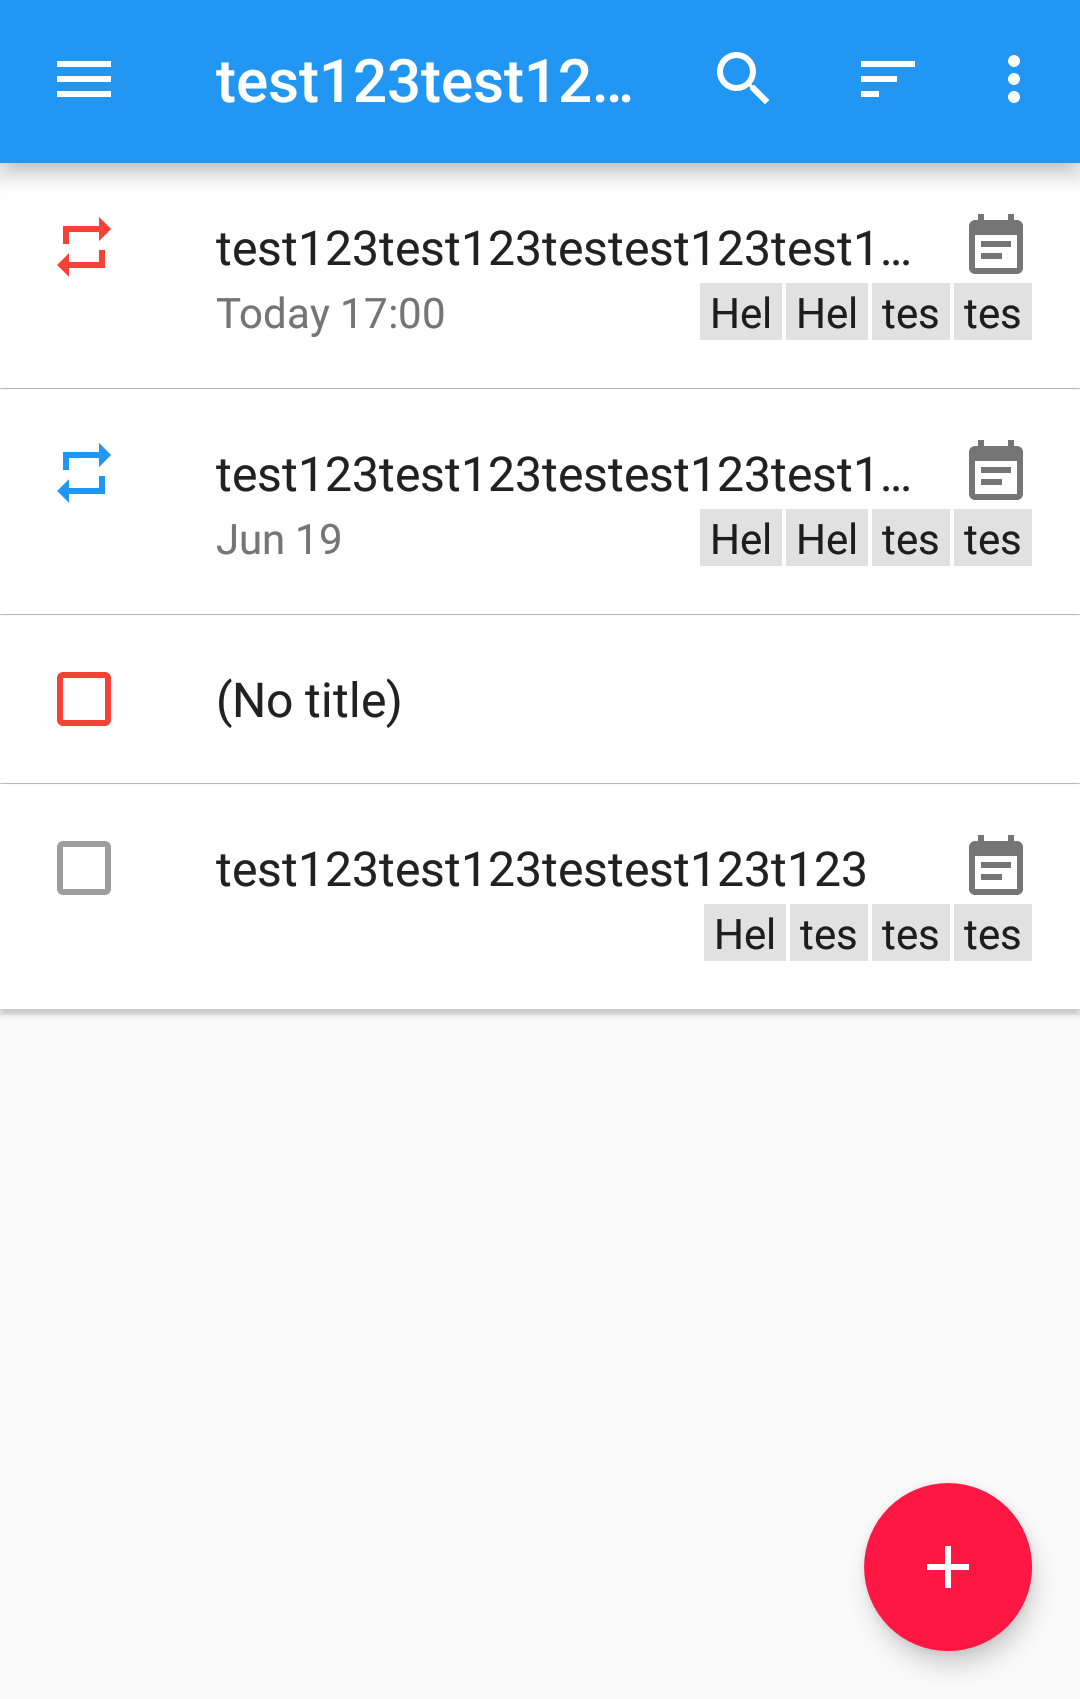 test123test12...
test123test123testest123test1...
Today 17:00 Hel Hel tes tes
test123test123testest123test1...
Jun 19 Hel Hel tes tes
(No title)
test123test123testest123t123
Hel tes tes tes